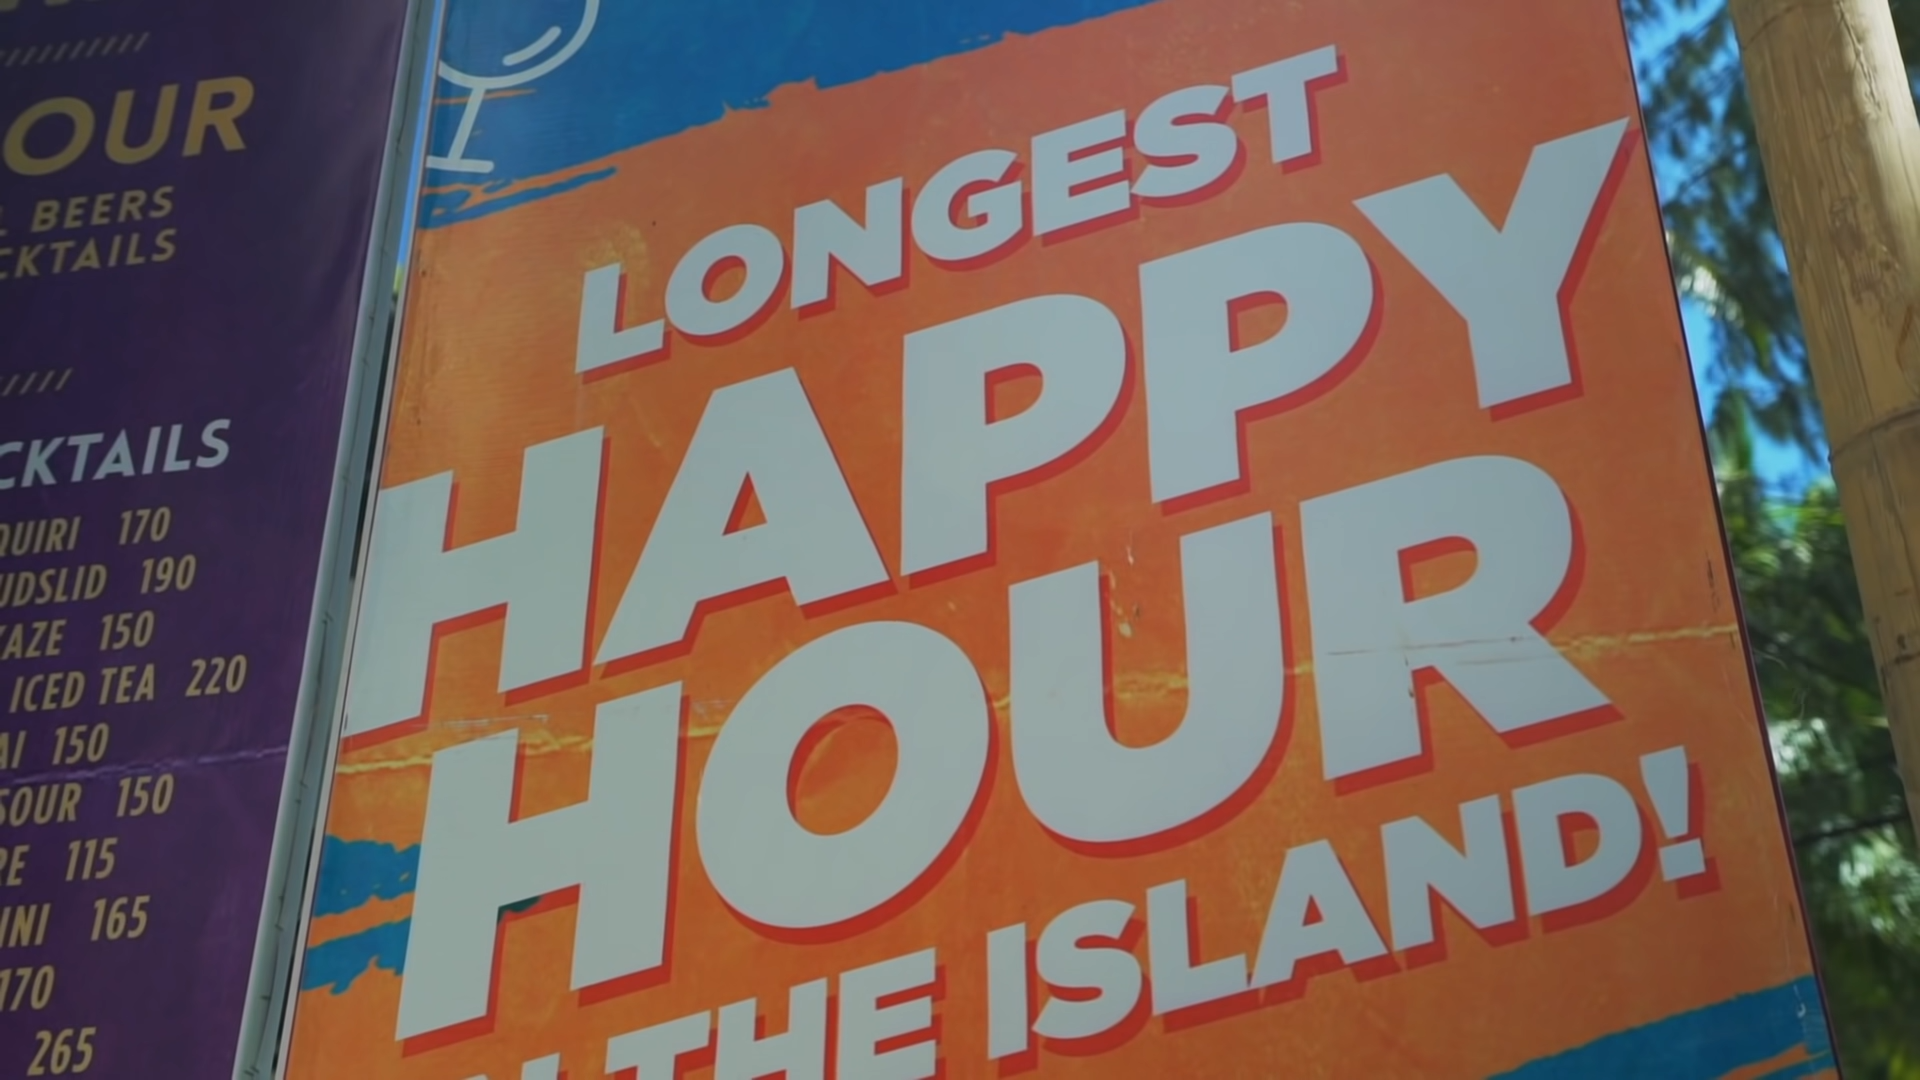 OUR
BEERS
CKTAILS
CKTAILS
QUIRI 170
UDSLID 190
KAZE 150
ICED TEA 220
AI 150
SOUR 150
RE 115
INI 165
170
265
LONGEST
HAPPY
HOUR
THE ISLAND!